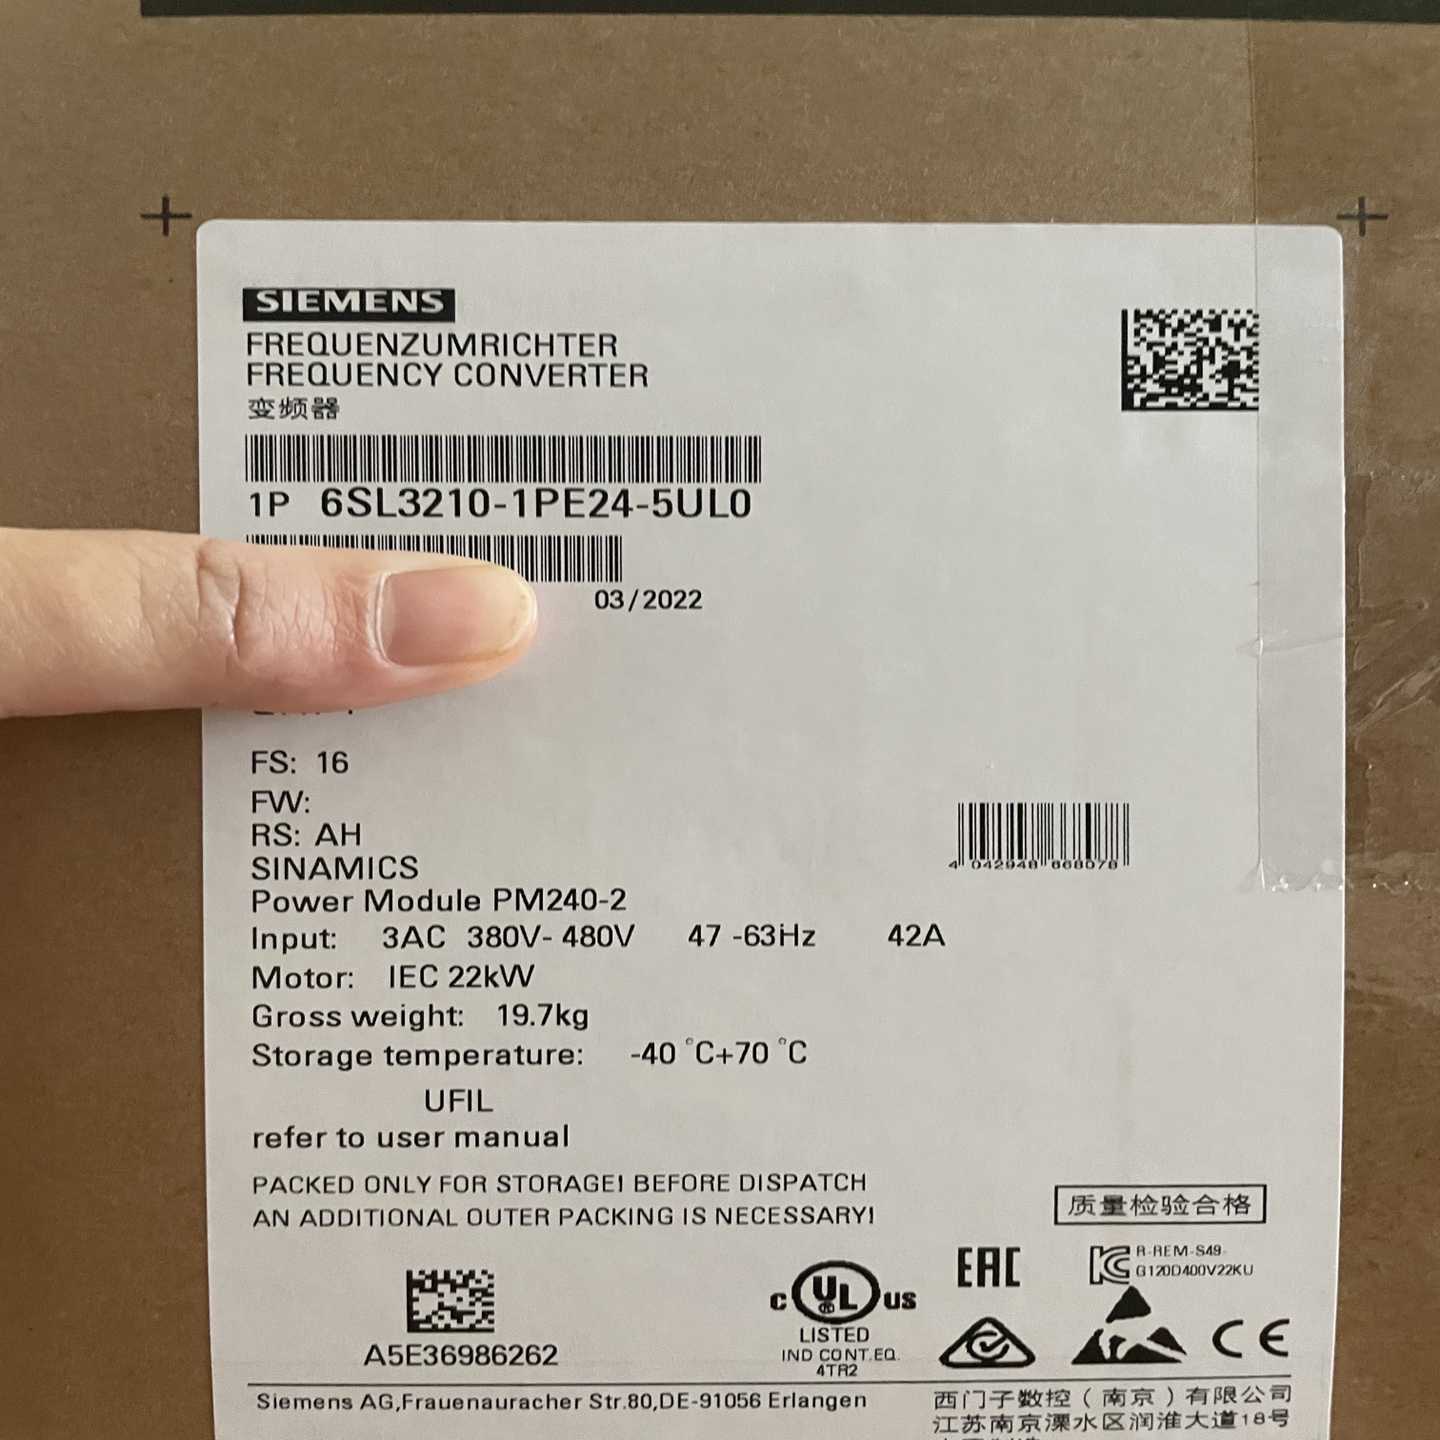 SIEMENS
FREQUENZUMRICHTER
FREQUENCY CONVERTER
变频器
1P 6SL3210-1PE24-5UL0
03/2022
FS: 16
FW:
RS: AH
SINAMICS
4 042948 668078
Power Module PM240-2
Input: 3AC 380V- 480V 47 -63Hz 42A
Motor: IEC 22kW
Gross weight: 19.7kg
Storage temperature: -40 °C+70 °C
UFIL
refer to user manual
PACKED ONLY FOR STORAGE! BEFORE DISPATCH
AN ADDITIONAL OUTER PACKING IS NECESSARY!
质量检验合格
A5E36986262
C UL US
LISTED
IND CONT.EQ.
4TR2
EAC
R-REM-S49-
G120D400V22KU
CE
Siemens AG,Frauenauracher Str.80,DE-91056 Erlangen
西门子数控（南京）有限公司
江苏南京溧水区润淮大道18号